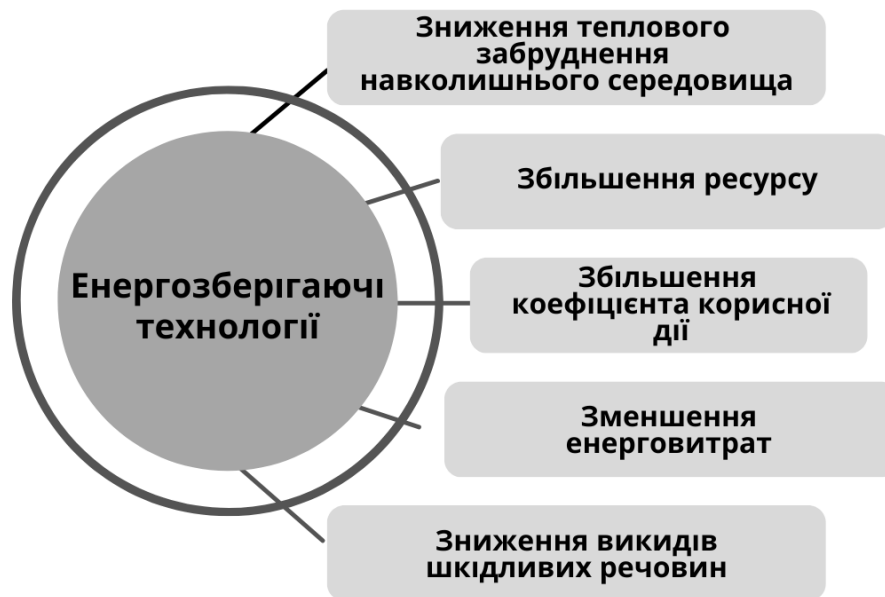 Зниження теплового
забруднення
навколишнього середовища
Збільшення ресурсу
Енергозберігаючі
технології
Збільшення
коефіцієнта корисної
дії
Зменшення
енерговитрат
Зниження викидів
шкідливих речовин